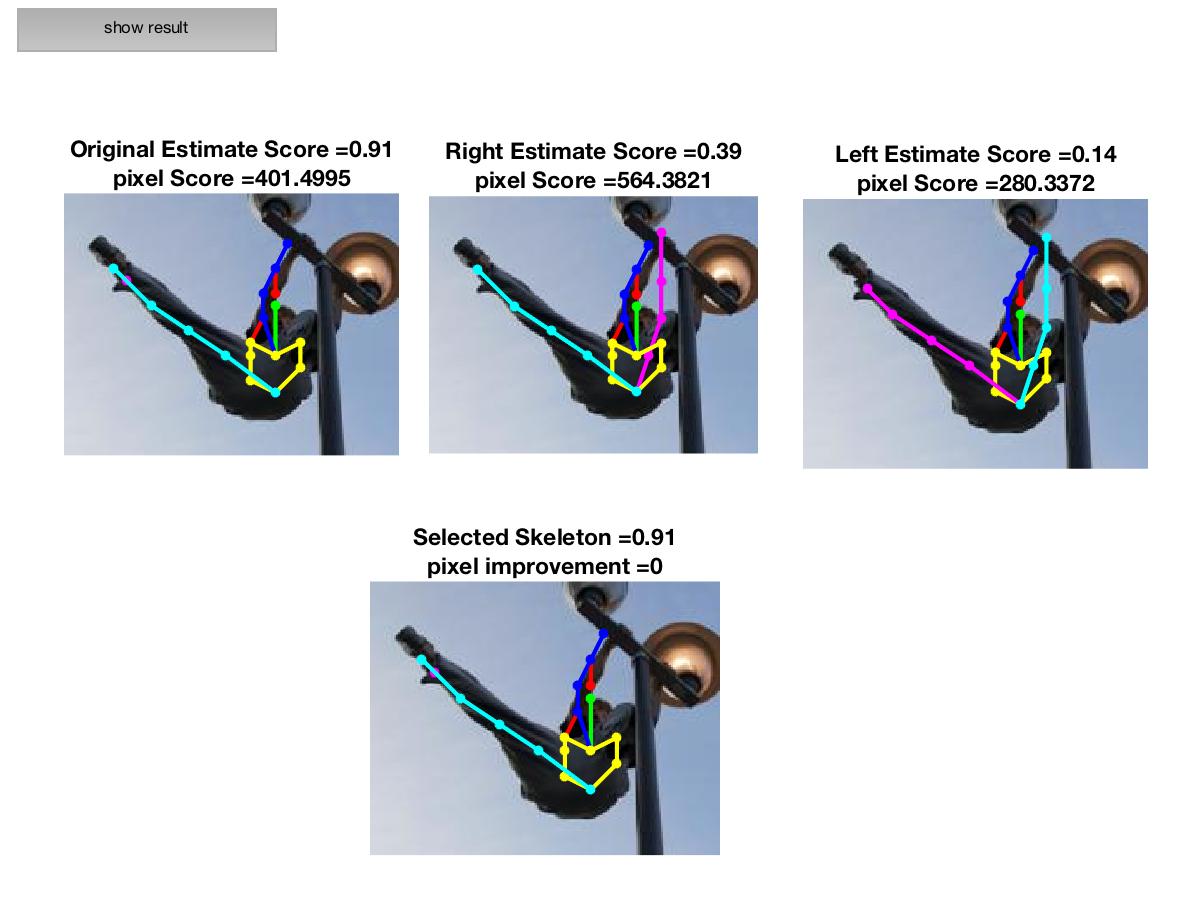 show result
Original Estimate Score =0.91
pixel Score =401.4995
Right Estimate Score =0.39
pixel Score =564.3821
Left Estimate Score =0.14
pixel Score =280.3372
Selected Skeleton =0.91
pixel improvement =0